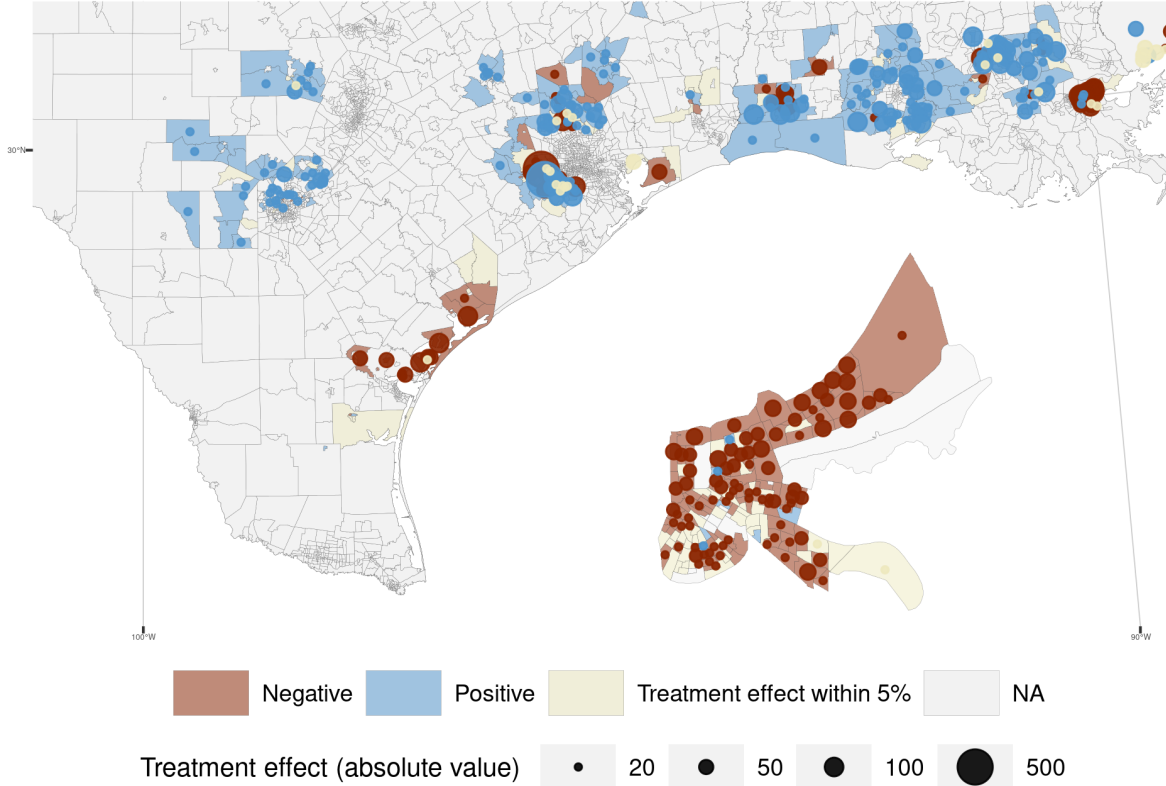 30°N
100°W
90°W
Negative
Positive
Treatment effect within 5%
NA
Treatment effect (absolute value)
20
50
100
500